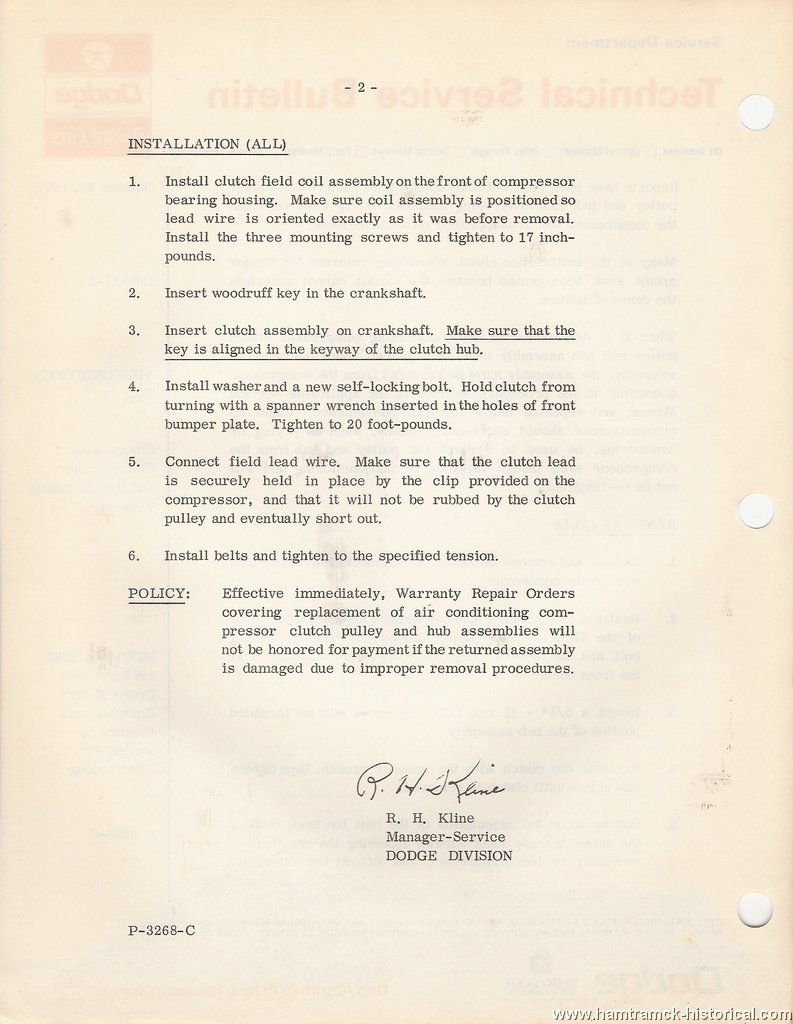 - 2 -
INSTALLATION (ALL)
1. Install clutch field coil assembly on the front of compressor
bearing housing. Make sure coil assembly is positioned so
lead wire is oriented exactly as it was before removal.
Install the three mounting screws and tighten to 17 inch-
pounds.
2. Insert woodruff key in the crankshaft.
3. Insert clutch assembly on crankshaft. Make sure that the
key is aligned in the keyway of the clutch hub.
4. Install washer and a new self-locking bolt. Hold clutch from
turning with a spanner wrench inserted in the holes of front
bumper plate. Tighten to 20 foot-pounds.
5. Connect field lead wire. Make sure that the clutch lead
is securely held in place by the clip provided on the
compressor, and that it will not be rubbed by the clutch
pulley and eventually short out.
6. Install belts and tighten to the specified tension.
POLICY: Effective immediately, Warranty Repair Orders
covering replacement of air conditioning com-
pressor clutch pulley and hub assemblies will
not be honored for payment if the returned assembly
is damaged due to improper removal procedures.
R. H. Kline
R. H. Kline
Manager-Service
DODGE DIVISION
P-3268-C
www.hamtramck-historical.com